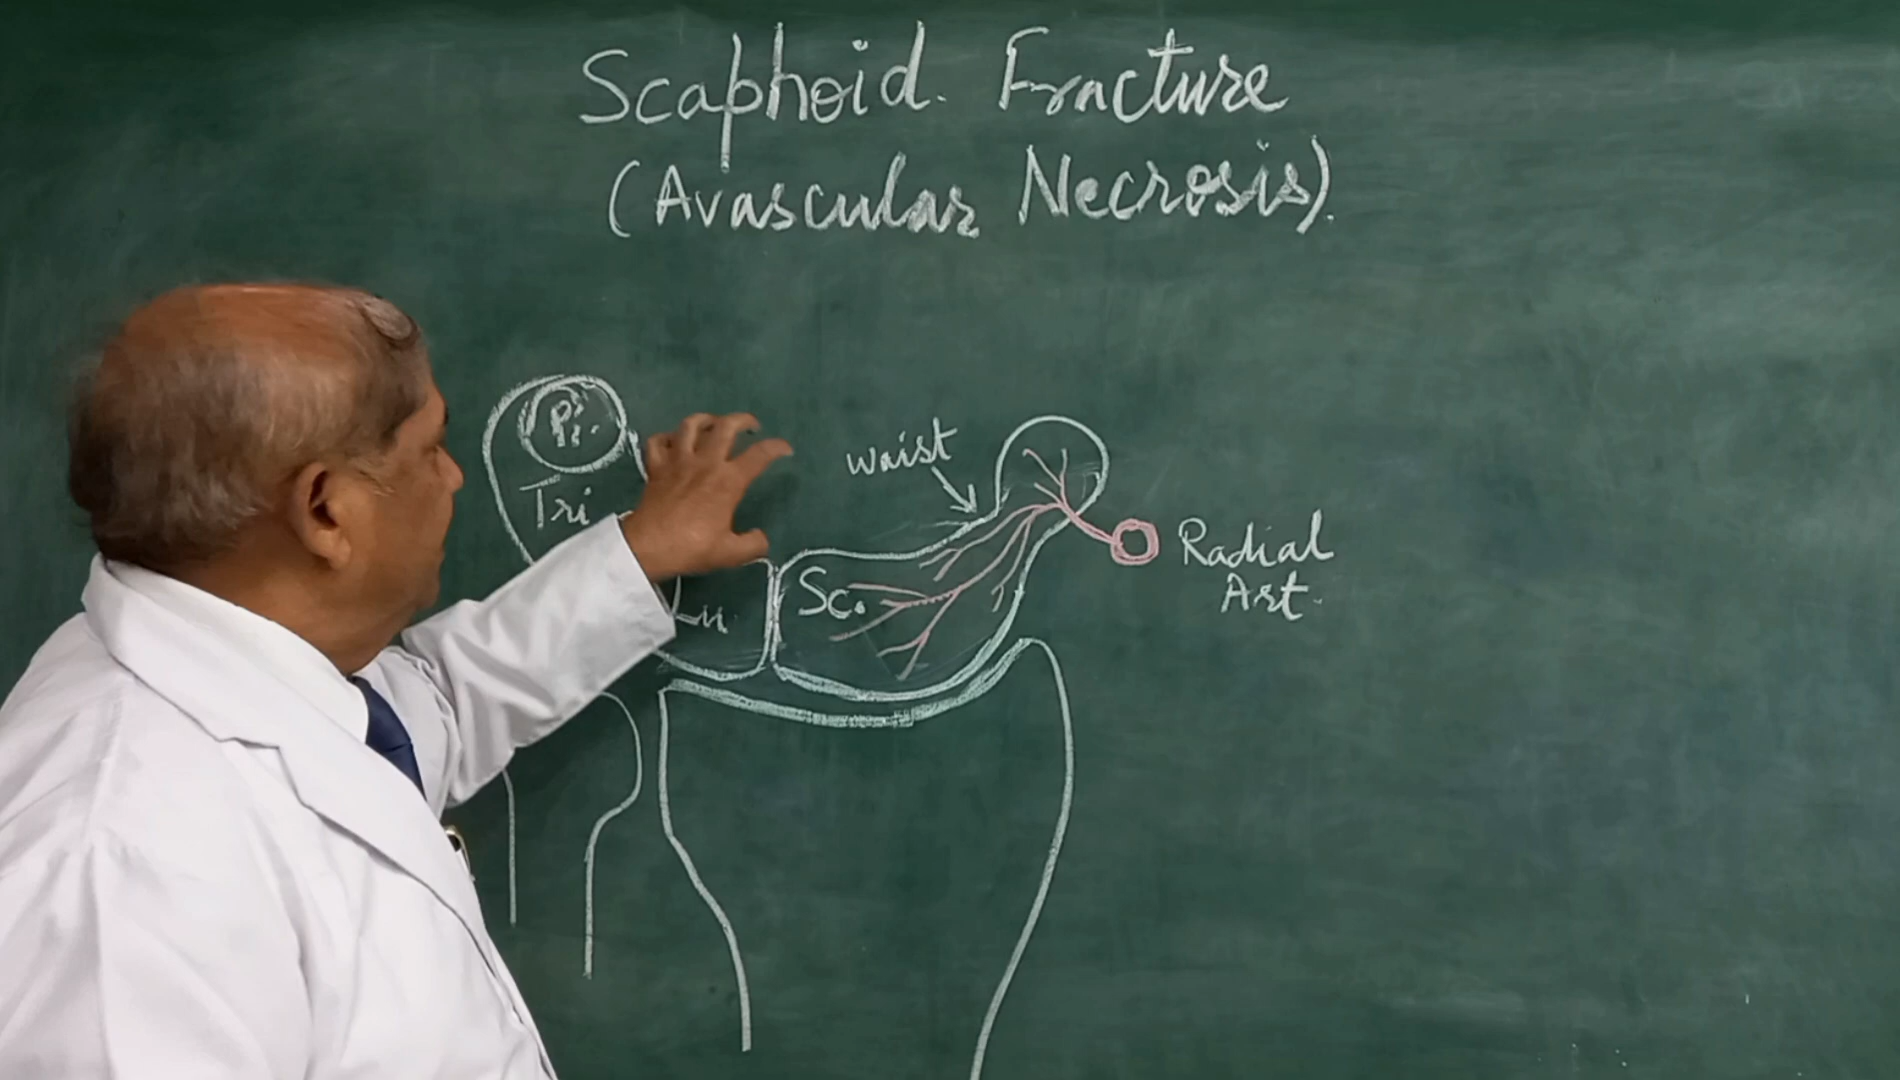 Scaphoid. Fracture
(Avascular Necrosis).
Pi.
Tri
waist
Lu.
Sc.
Radial
Art.